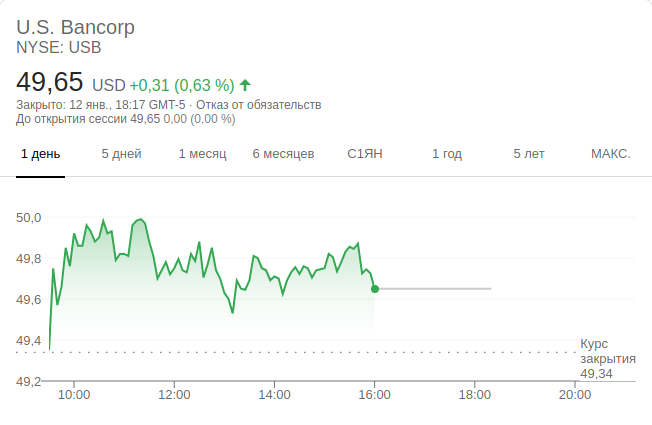 U.S. Bancorp
NYSE: USB
49,65 USD +0,31 (0,63 %)
Закрыто: 12 янв., 18:17 GMT-5 · Отказ от обязательств
До открытия сессии 49,65 0,00 (0,00 %)
1 день 5 дней 1 месяц 6 месяцев С1ЯН 1 год 5 лет МАКС.
50,0
49,8
49,6
49,4
Курс
закрытия
49,34
49,2
10:00 12:00 14:00 16:00 18:00 20:00